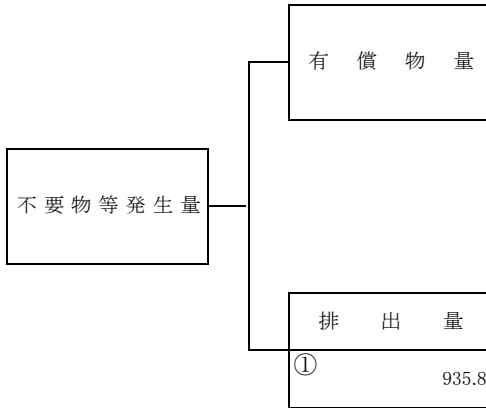 有償物量
不要物等発生量
排出量
①
935.8